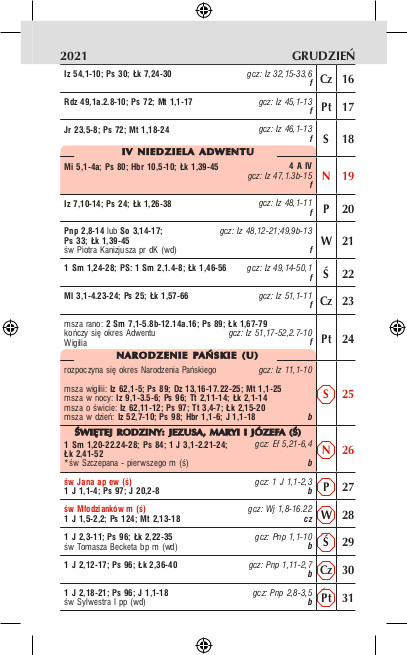 2021 GRUDZIEŃ
Iz 54,1-10; Ps 30; Łk 7,24-30 gcz: Iz 32,15-33,6 Cz 16
f
Rdz 49,1a.2.8-10; Ps 72; Mt 1,1-17 gcz: Iz 45,1-13 Pt 17
f
Jr 23,5-8; Ps 72; Mt 1,18-24 gcz: Iz 46,1-13 S 18
f
IV NIEDZIELA ADWENTU
Mi 5,1-4a; Ps 80; Hbr 10,5-10; Łk 1,39-45 4 A IV
gcz: Iz 47,1.3b-15 N 19
f
Iz 7,10-14; Ps 24; Łk 1,26-38 gcz: Iz 48,1-11 P 20
f
Pnp 2,8-14 lub So 3,14-17; gcz: Iz 48,12-21;49,9b-13
Ps 33; Łk 1,39-45 W 21
św Piotra Kanizjusza pr dK (wd) f
1 Sm 1,24-28; PS: 1 Sm 2,1.4-8; Łk 1,46-56 gcz: Iz 49,14-50,1 Ś 22
f
Ml 3,1-4.23-24; Ps 25; Łk 1,57-66 gcz: Iz 51,1-11 Cz 23
f
msza rano: 2 Sm 7,1-5.8b-12.14a.16; Ps 89; Łk 1,67-79
kończy się okres Adwentu gcz: Iz 51,17-52,2.7-10 Pt 24
Wigilia f
NARODZENIE PAŃSKIE (U)
rozpoczyna się okres Narodzenia Pańskiego gcz: Iz 11,1-10
msza wigilii: Iz 62,1-5; Ps 89; Dz 13,16-17.22-25; Mt 1,1-25 S 25
msza w nocy: Iz 9,1-3.5-6; Ps 96; Tt 2,11-14; Łk 2,1-14
msza o świcie: Iz 62,11-12; Ps 97; Tt 3,4-7; Łk 2,15-20
msza w dzień: Iz 52,7-10; Ps 98; Hbr 1,1-6; J 1,1-18 b
ŚWIĘTEJ RODZINY: JEZUSA, MARYI I JÓZEFA (Ś)
1 Sm 1,20-22.24-28; Ps 84; 1 J 3,1-2.21-24; gcz: Ef 5,21-6,4
Łk 2,41-52 N 26
*św Szczepana - pierwszego m (ś) b
św Jana ap ew (ś) gcz: 1 J 1,1-2,3
1 J 1,1-4; Ps 97; J 20,2-8 b P 27
św Młodzianków m (ś) gcz: Wj 1,8-16.22
1 J 1,5-2,2; Ps 124; Mt 2,13-18 cz W 28
1 J 2,3-11; Ps 96; Łk 2,22-35 gcz: Pnp 1,1-10
św Tomasza Becketa bp m (wd) b Ś 29
1 J 2,12-17; Ps 96; Łk 2,36-40 gcz: Pnp 1,11-2,7 Cz 30
b
1 J 2,18-21; Ps 96; J 1,1-18 gcz: Pnp 2,8-3,5
św Sylwestra I pp (wd) b Pt 31